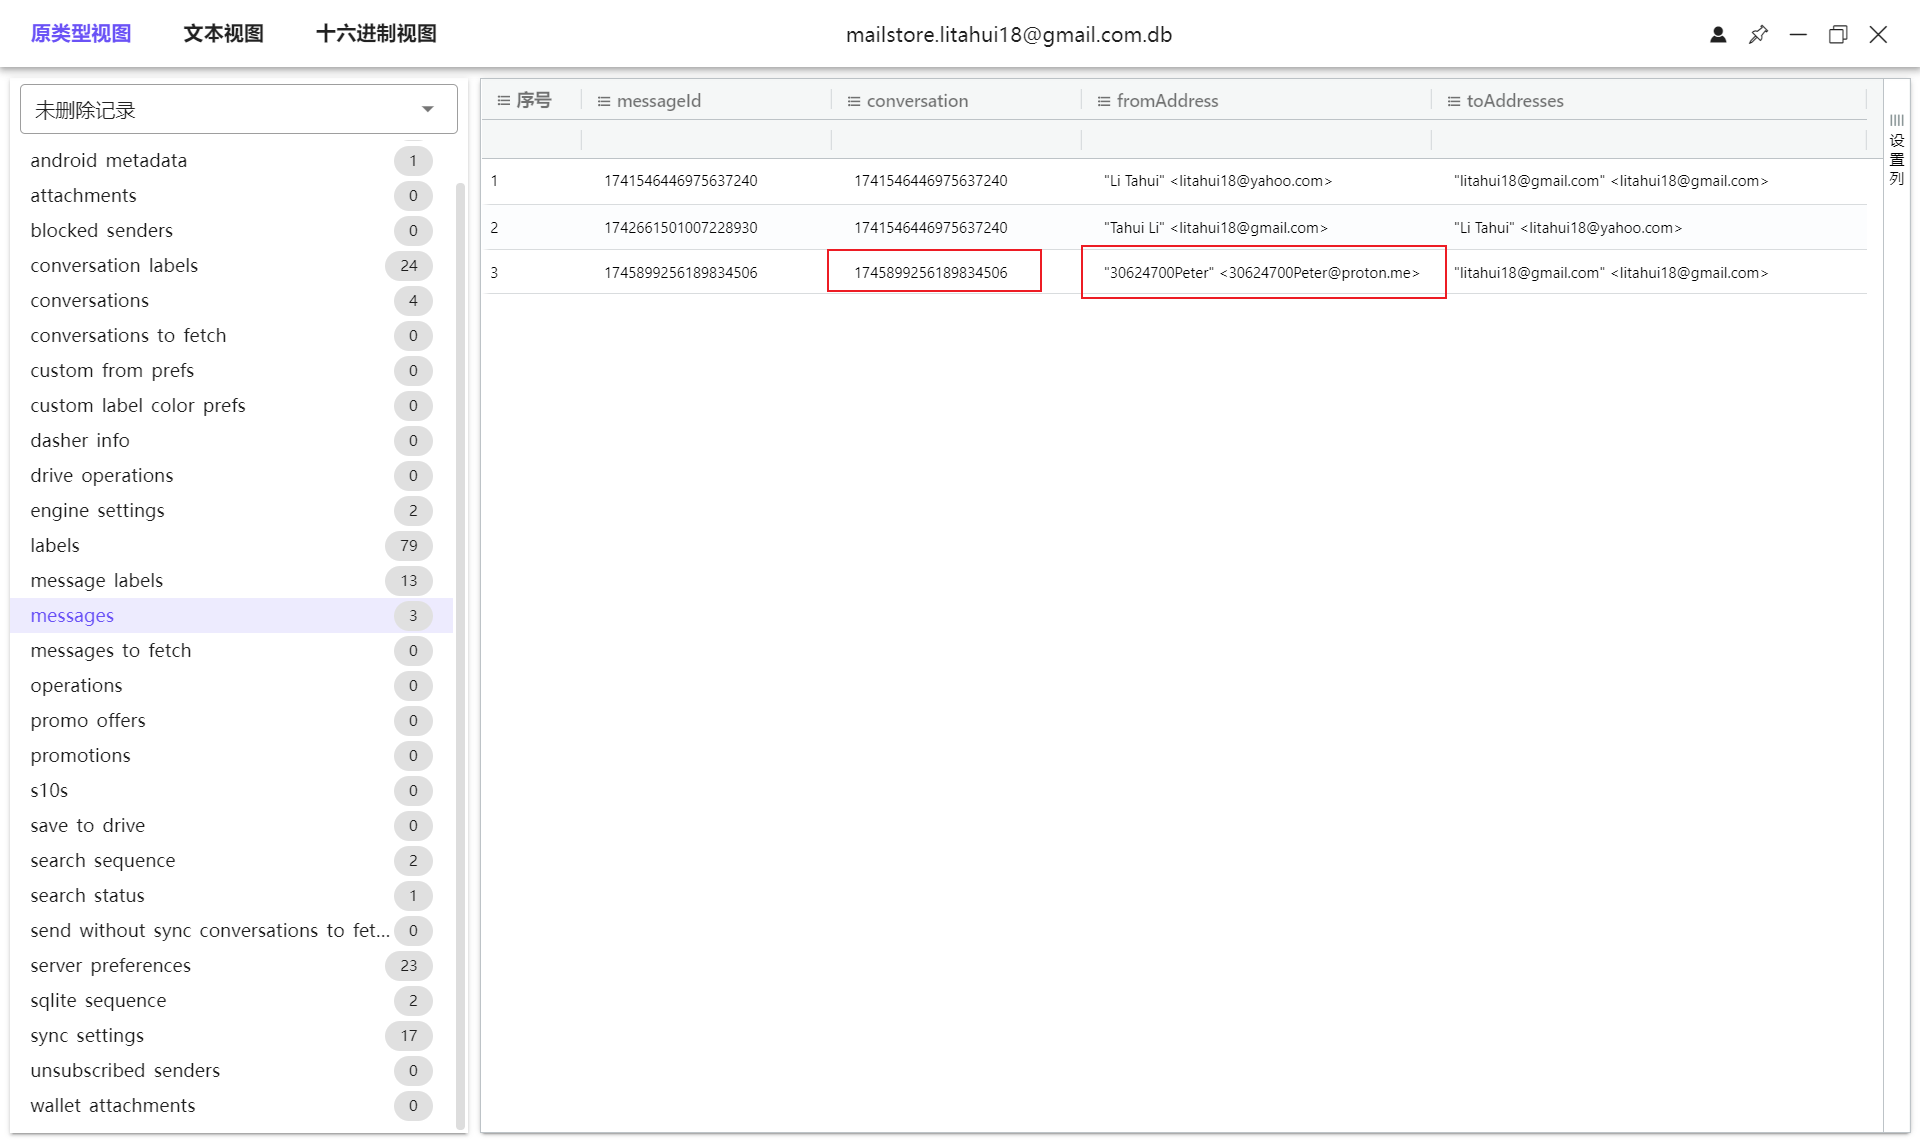 原类型视图 文本视图 十六进制视图 mailstore.litahui18@gmail.com.db
未删除记录
android metadata 1
attachments 0
blocked senders 0
conversation labels 24
conversations 4
conversations to fetch 0
custom from prefs 0
custom label color prefs 0
dasher info 0
drive operations 0
engine settings 2
labels 79
message labels 13
messages 3
messages to fetch 0
operations 0
promo offers 0
promotions 0
s10s 0
save to drive 0
search sequence 2
search status 1
send without sync conversations to fet... 0
server preferences 23
sqlite sequence 2
sync settings 17
unsubscribed senders 0
wallet attachments 0
序号 messageId conversation fromAddress toAddresses
1 1741546446975637240 1741546446975637240 "Li Tahui" <litahui18@yahoo.com> "litahui18@gmail.com" <litahui18@gmail.com>
2 1742661501007228930 1741546446975637240 "Tahui Li" <litahui18@gmail.com> "Li Tahui" <litahui18@yahoo.com>
3 1745899256189834506 1745899256189834506 "30624700Peter" <30624700Peter@proton.me> "litahui18@gmail.com" <litahui18@gmail.com>
设置列